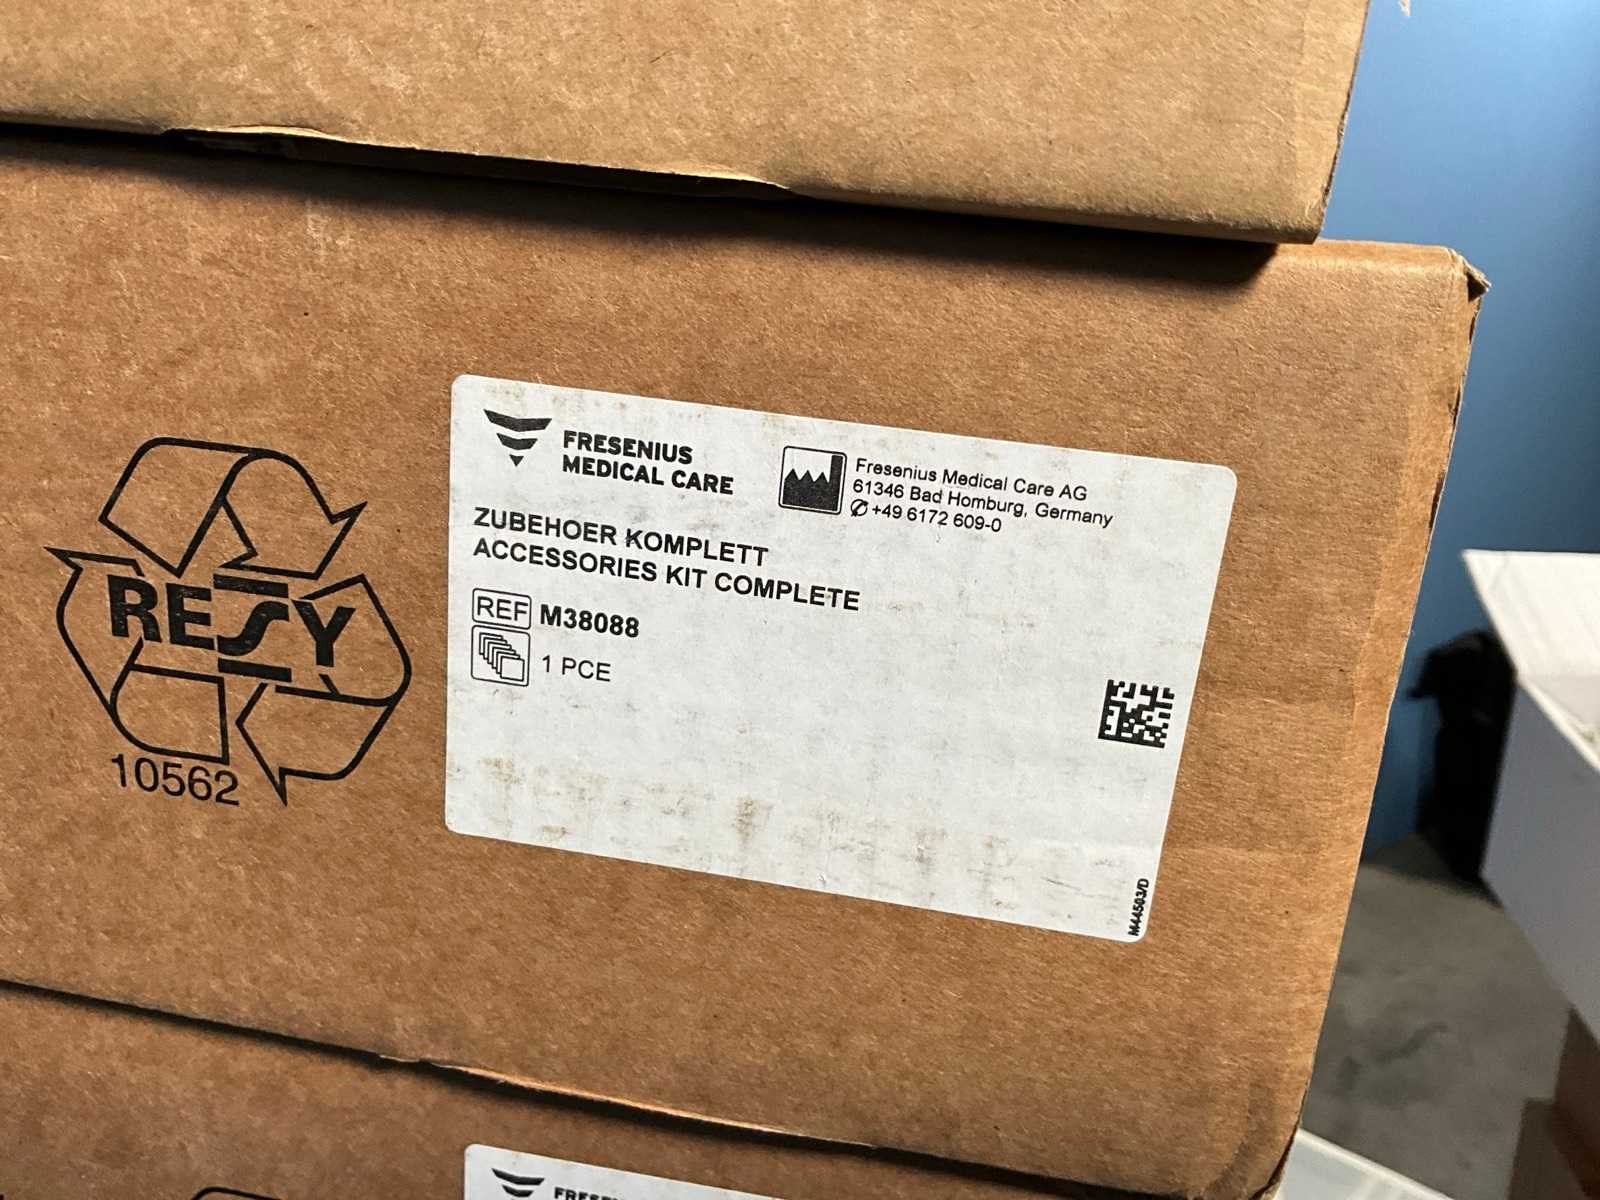 RESY
10562
FRESENIUS
MEDICAL CARE
Fresenius Medical Care AG
61346 Bad Homburg, Germany
+49 6172 609-0
ZUBEHOER KOMPLETT
ACCESSORIES KIT COMPLETE
REF M38088
1 PCE
M44503/D